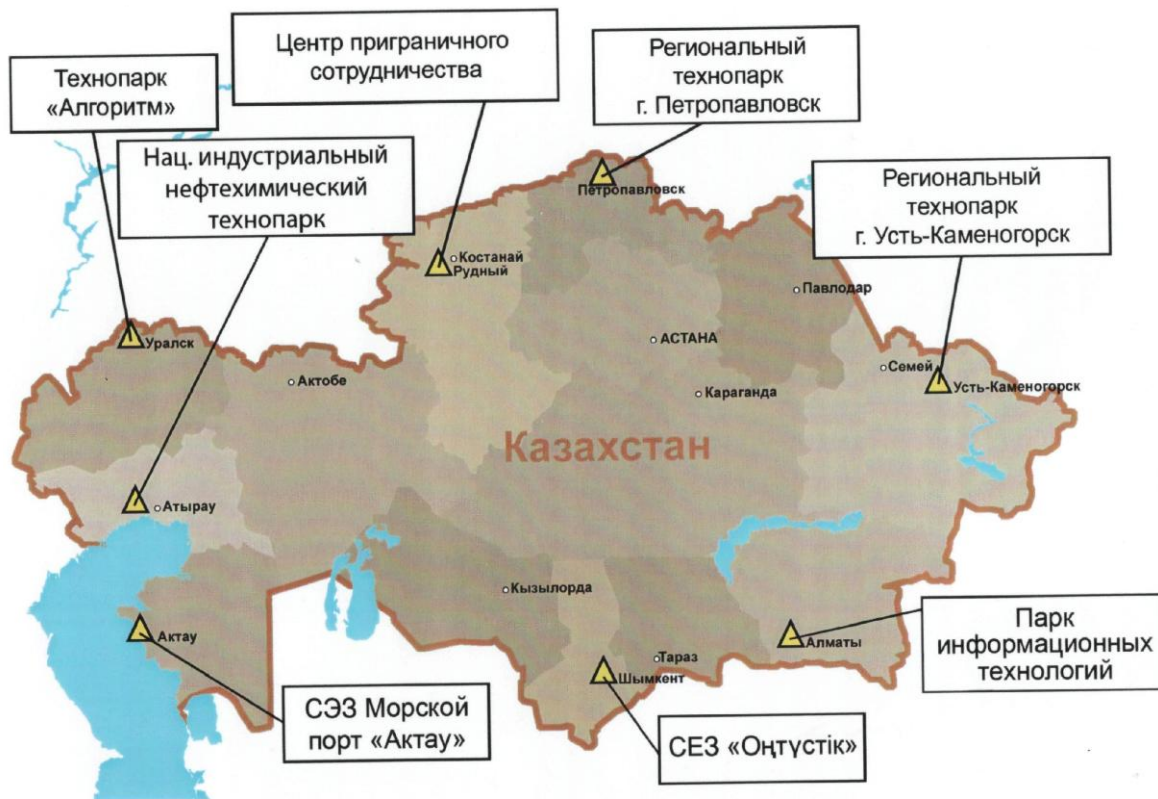 Центр приграничного
сотрудничества
Региональный
технопарк
г. Петропавловск
Технопарк
«Алгоритм»
Нац. индустриальный
нефтехимический
технопарк
Региональный
технопарк
г. Усть-Каменогорск
Петропавловск
Костанай
Рудный
Павлодар
Уралск
АСТАНА
Актобе
Семей
Усть-Каменогорск
Караганда
Казахстан
Атырау
Кызылорда
Актау
Алматы
Тараз
Шымкент
Парк
информационных
технологий
СЭЗ Морской
порт «Актау»
СЕЗ «Оңтүстік»